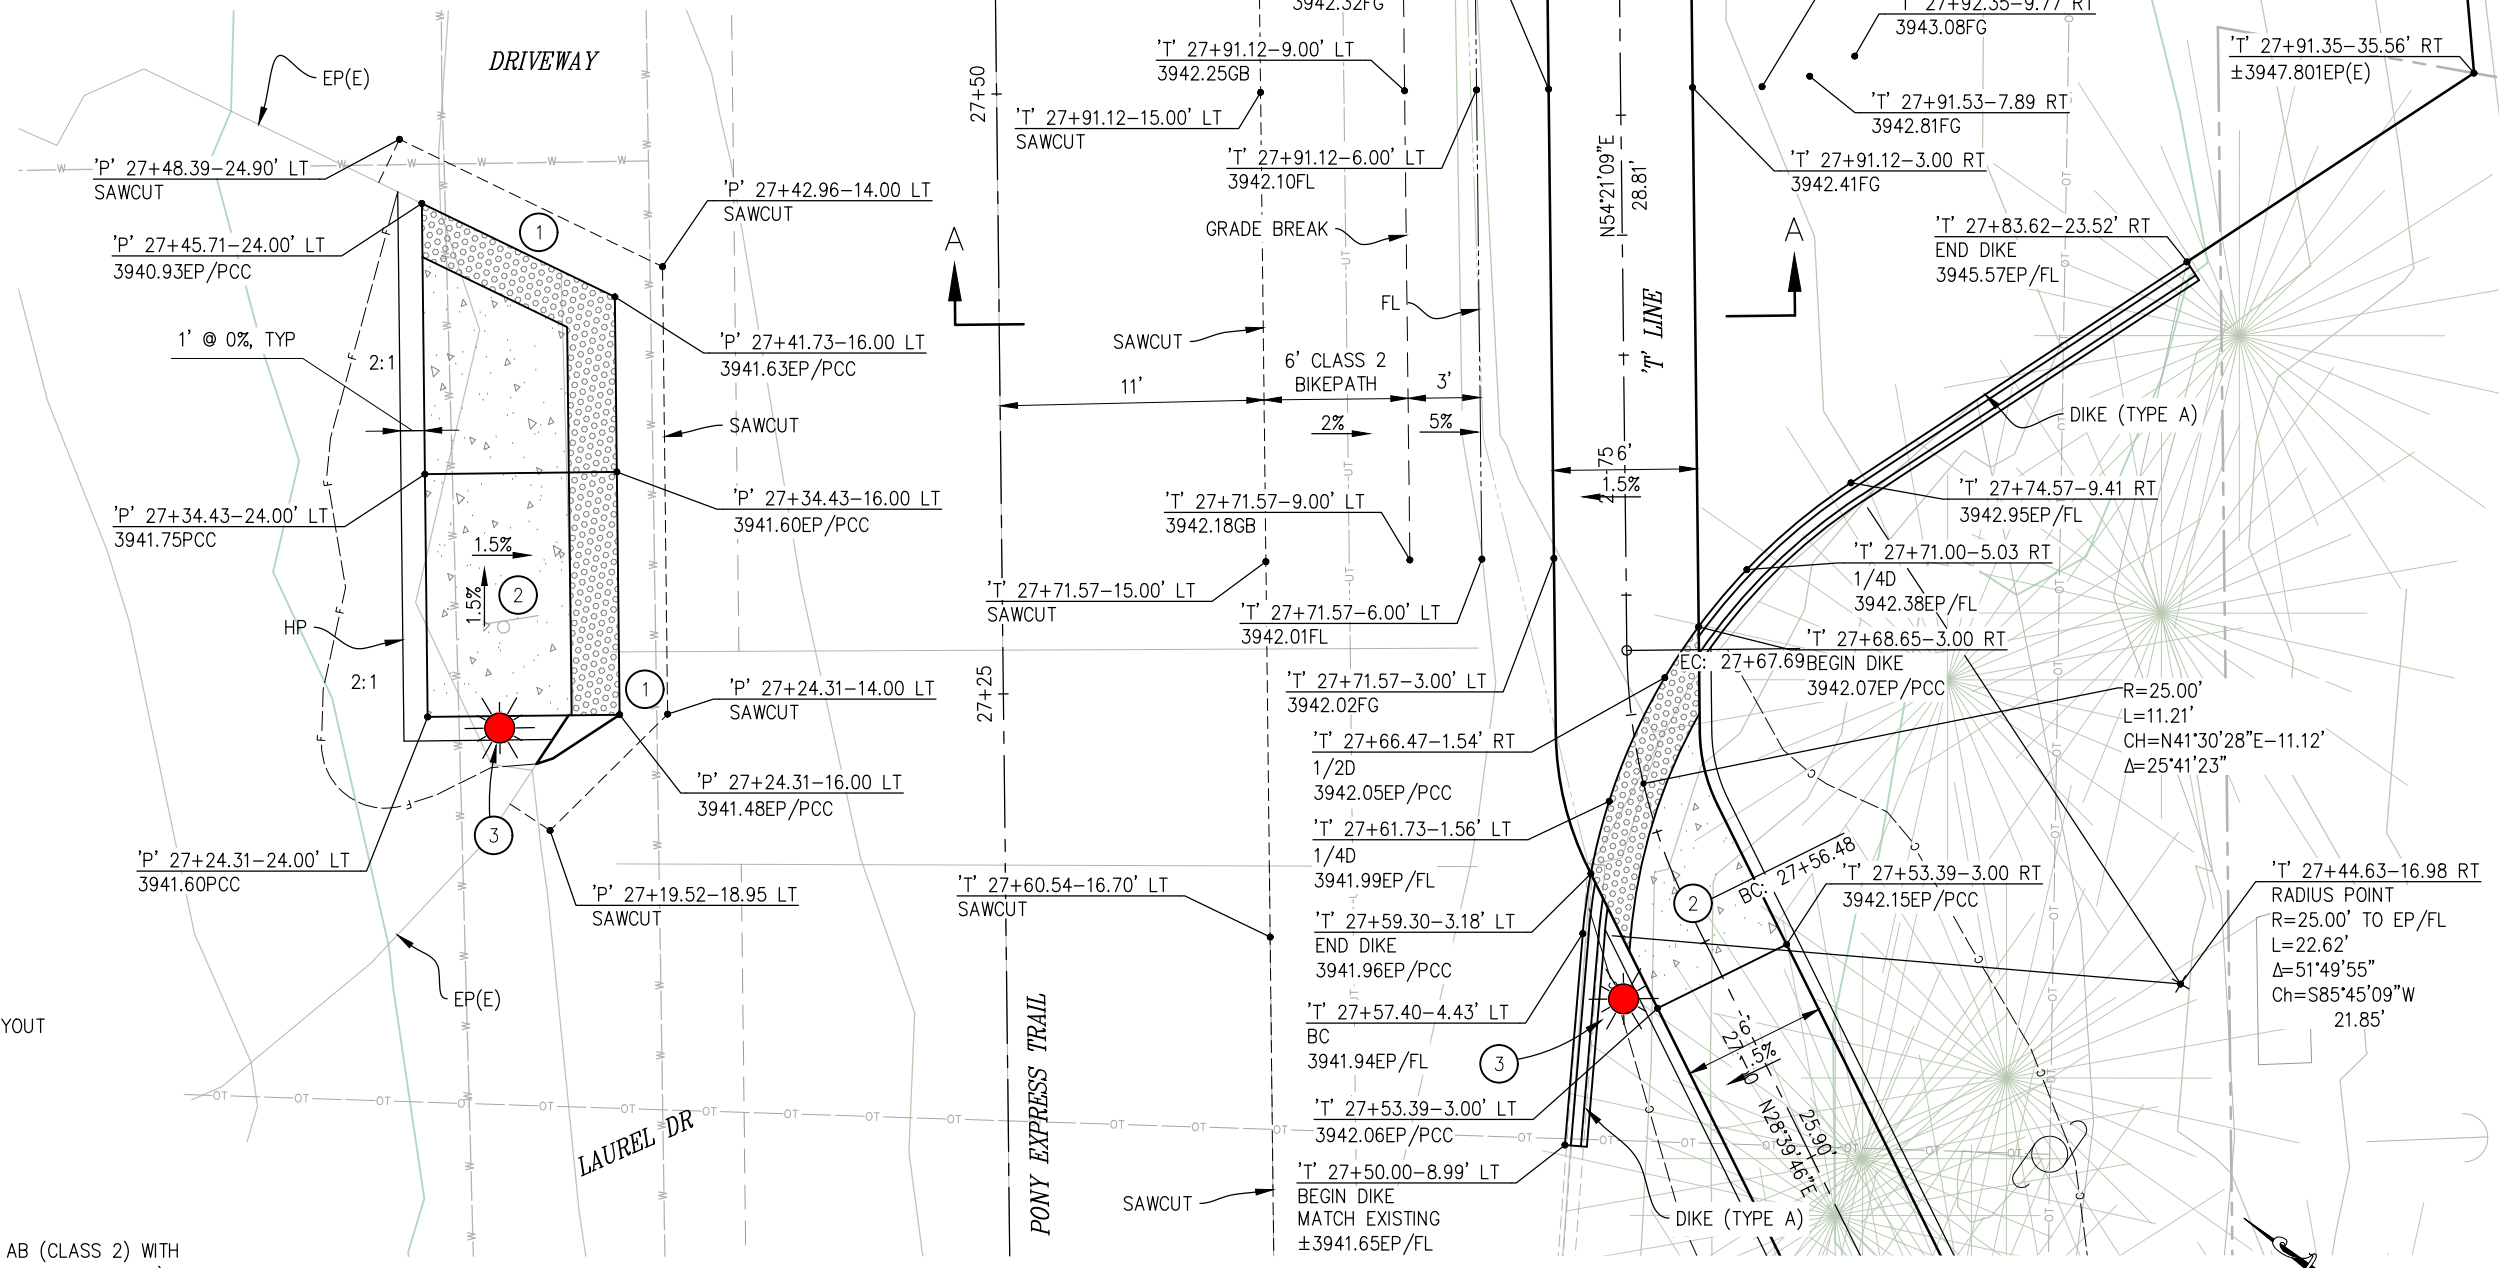 DRIVEWAY
EP(E)
'P' 27+48.39-24.90' LT
SAWCUT
'P' 27+42.96-14.00 LT
SAWCUT
'P' 27+45.71-24.00' LT
3940.93EP/PCC
1
'P' 27+41.73-16.00 LT
3941.63EP/PCC
1' @ 0%, TYP
2:1
SAWCUT
'P' 27+34.43-24.00' LT
3941.75PCC
'P' 27+34.43-16.00 LT
3941.60EP/PCC
1.5%
1.5%
2
HP
2:1
1
'P' 27+24.31-14.00 LT
SAWCUT
'P' 27+24.31-16.00 LT
3941.48EP/PCC
3
'P' 27+24.31-24.00' LT
3941.60PCC
'P' 27+19.52-18.95 LT
SAWCUT
EP(E)
YOUT
LAUREL DR
AB (CLASS 2) WITH
27+50
27+25
PONY EXPRESS TRAIL
A
A
3942.32FG
'T' 27+91.12-9.00' LT
3942.25GB
'T' 27+91.12-15.00' LT
SAWCUT
'T' 27+91.12-6.00' LT
3942.10FL
GRADE BREAK
FL
SAWCUT
6' CLASS 2
BIKEPATH
11'
3'
2%
5%
'T' 27+71.57-9.00' LT
3942.18GB
'T' 27+71.57-15.00' LT
SAWCUT
'T' 27+71.57-6.00' LT
3942.01FL
'T' 27+71.57-3.00' LT
3942.02FG
'T' 27+66.47-1.54' RT
1/2D
3942.05EP/PCC
'T' 27+61.73-1.56' LT
1/4D
3941.99EP/FL
'T' 27+60.54-16.70' LT
SAWCUT
'T' 27+59.30-3.18' LT
END DIKE
3941.96EP/PCC
'T' 27+57.40-4.43' LT
BC
3941.94EP/FL
3
'T' 27+53.39-3.00' LT
3942.06EP/PCC
'T' 27+50.00-8.99' LT
BEGIN DIKE
MATCH EXISTING
±3941.65EP/FL
SAWCUT
DIKE (TYPE A)
N54°21'09"E
28.81'
'T' LINE
6'
1.5%
'T' 27+92.35-9.77 RT
3943.08FG
'T' 27+91.35-35.56' RT
±3947.801EP(E)
'T' 27+91.53-7.89 RT
3942.81FG
'T' 27+91.12-3.00 RT
3942.41FG
'T' 27+83.62-23.52' RT
END DIKE
3945.57EP/FL
DIKE (TYPE A)
'T' 27+74.57-9.41 RT
3942.95EP/FL
'T' 27+71.00-5.03 RT
1/4D
3942.38EP/FL
'T' 27+68.65-3.00 RT
BEGIN DIKE
3942.07EP/PCC
EC: 27+67.69
R=25.00'
L=11.21'
CH=N41°30'28"E-11.12'
Δ=25°41'23"
BC: 27+56.48
2
'T' 27+53.39-3.00 RT
3942.15EP/PCC
'T' 27+44.63-16.98 RT
RADIUS POINT
R=25.00' TO EP/FL
L=22.62'
Δ=51°49'55"
Ch=S85°45'09"W
21.85'
6'
1.5%
25.90'
N28°39'46"E